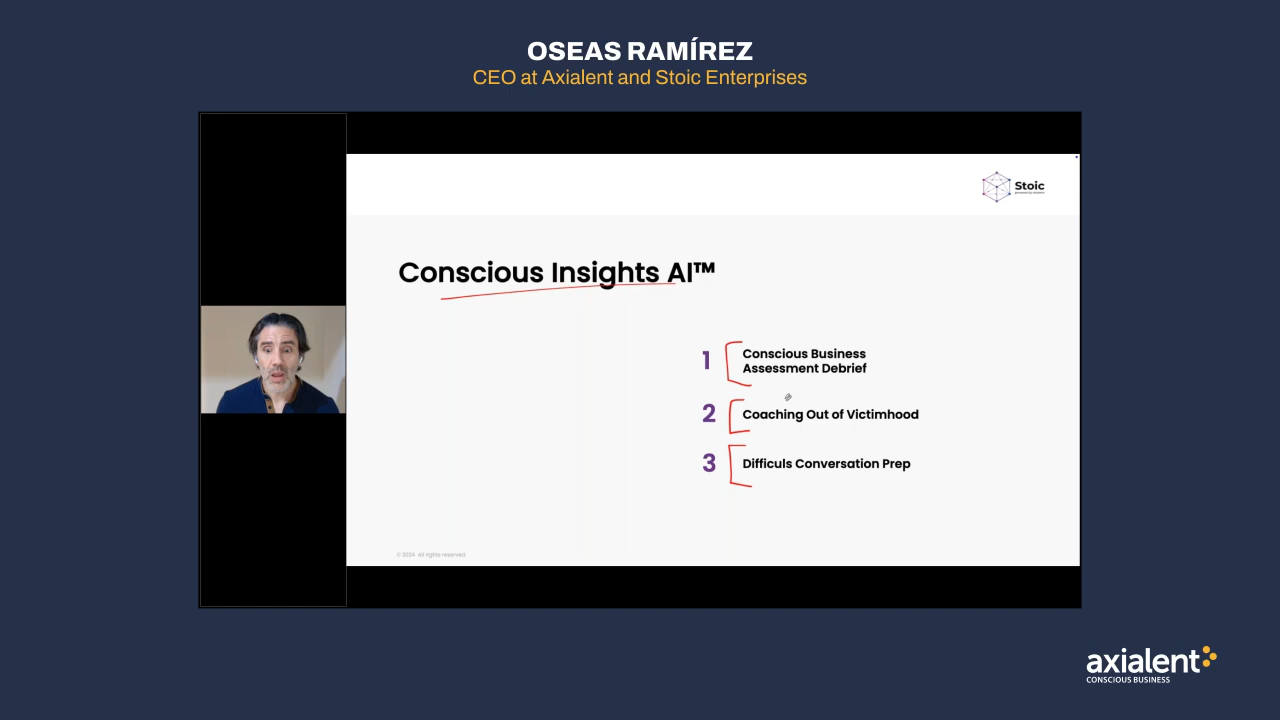 OSEAS RAMÍREZ
CEO at Axialent and Stoic Enterprises
Stoic
Conscious Insights AI™
1
Conscious Business
Assessment Debrief
2
Coaching Out of Victimhood
3
Difficuls Conversation Prep
© 2024 All rights reserved
axialent
CONSCIOUS BUSINESS